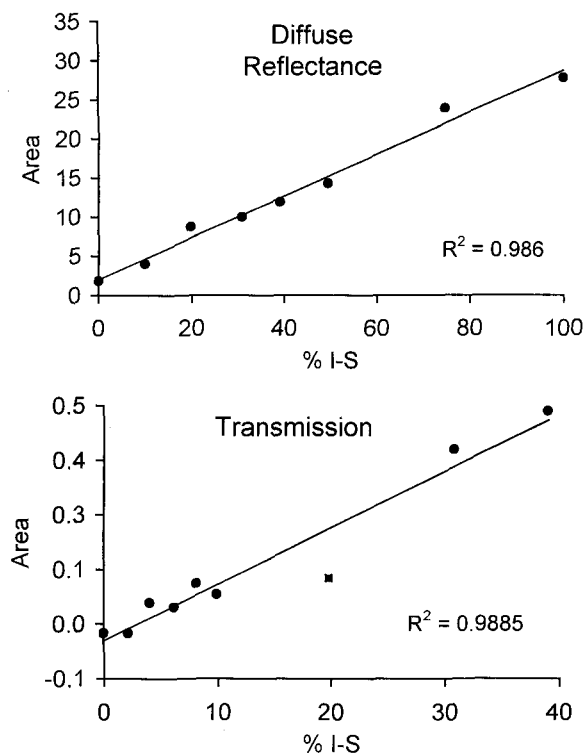 Diffuse
Reflectance
35
30
25
20
15
10
5
0
Area
R² = 0.986
0 20 40 60 80 100
% I-S
Transmission
0.5
0.4
0.3
0.1
0.0
-0.1
Area
R² = 0.9885
0 10 20 30 40
% I-S